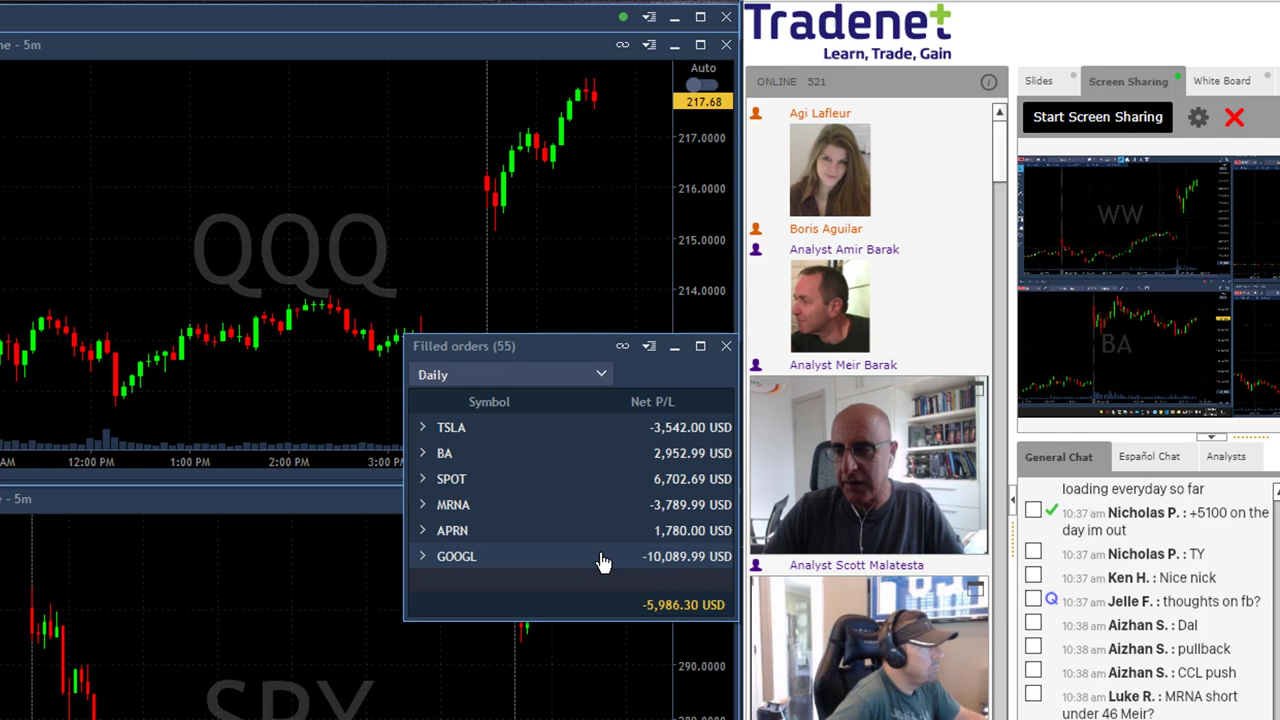 ne - 5m
Auto
217.68
217.0000
216.0000
215.0000
214.0000
QQQ
AM
12:00 PM
1:00 PM
2:00 PM
3:00 PM
e - 5m
290.0000
SPY
Filled orders (55)
Daily
Symbol Net P/L
TSLA -3,542.00 USD
BA 2,952.99 USD
SPOT 6,702.69 USD
MRNA -3,789.99 USD
APRN 1,780.00 USD
GOOGL -10,089.99 USD
-5,986.30 USD
Tradenet
Learn, Trade, Gain
ONLINE 521
Agi Lafleur
Boris Aguilar
Analyst Amir Barak
Analyst Meir Barak
Analyst Scott Malatesta
Slides
Screen Sharing
White Board
Start Screen Sharing
WW
BA
General Chat
Español Chat
Analysts
loading everyday so far
10:37 am Nicholas P. : +5100 on the
day im out
10:37 am Nicholas P. : TY
10:37 am Ken H. : Nice nick
10:37 am Jelle F. : thoughts on fb?
10:38 am Aizhan S. : Dal
10:38 am Aizhan S. : pullback
10:38 am Aizhan S. : CCL push
10:38 am Luke R. : MRNA short
under 46 Meir?